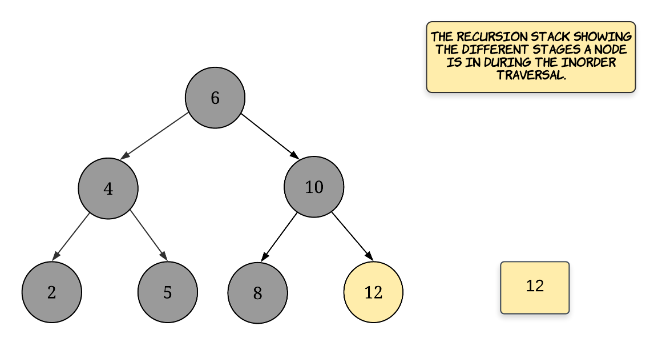 THE RECURSION STACK SHOWING
THE DIFFERENT STAGES A NODE
IS IN DURING THE INORDER
TRAVERSAL.
6
4
10
2
5
8
12
12